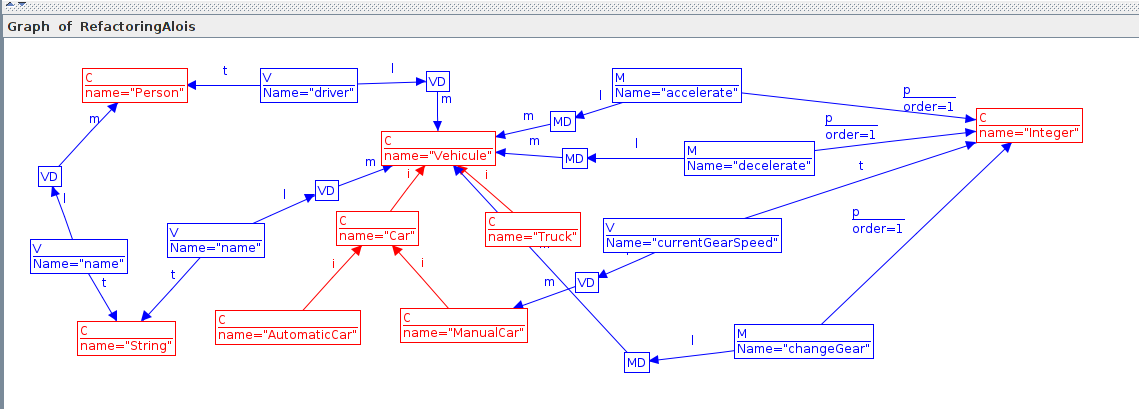 Graph of RefactoringAlois
C
name="Person"
t
V
Name="driver"
l
VD
m
M
Name="accelerate"
l
MD
m
p
order=1
C
name="Integer"
m
C
name="Vehicule"
m
MD
l
M
Name="decelerate"
p
order=1
VD
l
m
VD
l
i
i
t
V
Name="name"
V
Name="name"
C
name="Car"
C
name="Truck"
m
V
Name="currentGearSpeed"
p
order=1
t
t
i
i
m
VD
C
name="String"
C
name="AutomaticCar"
C
name="ManualCar"
MD
l
M
Name="changeGear"